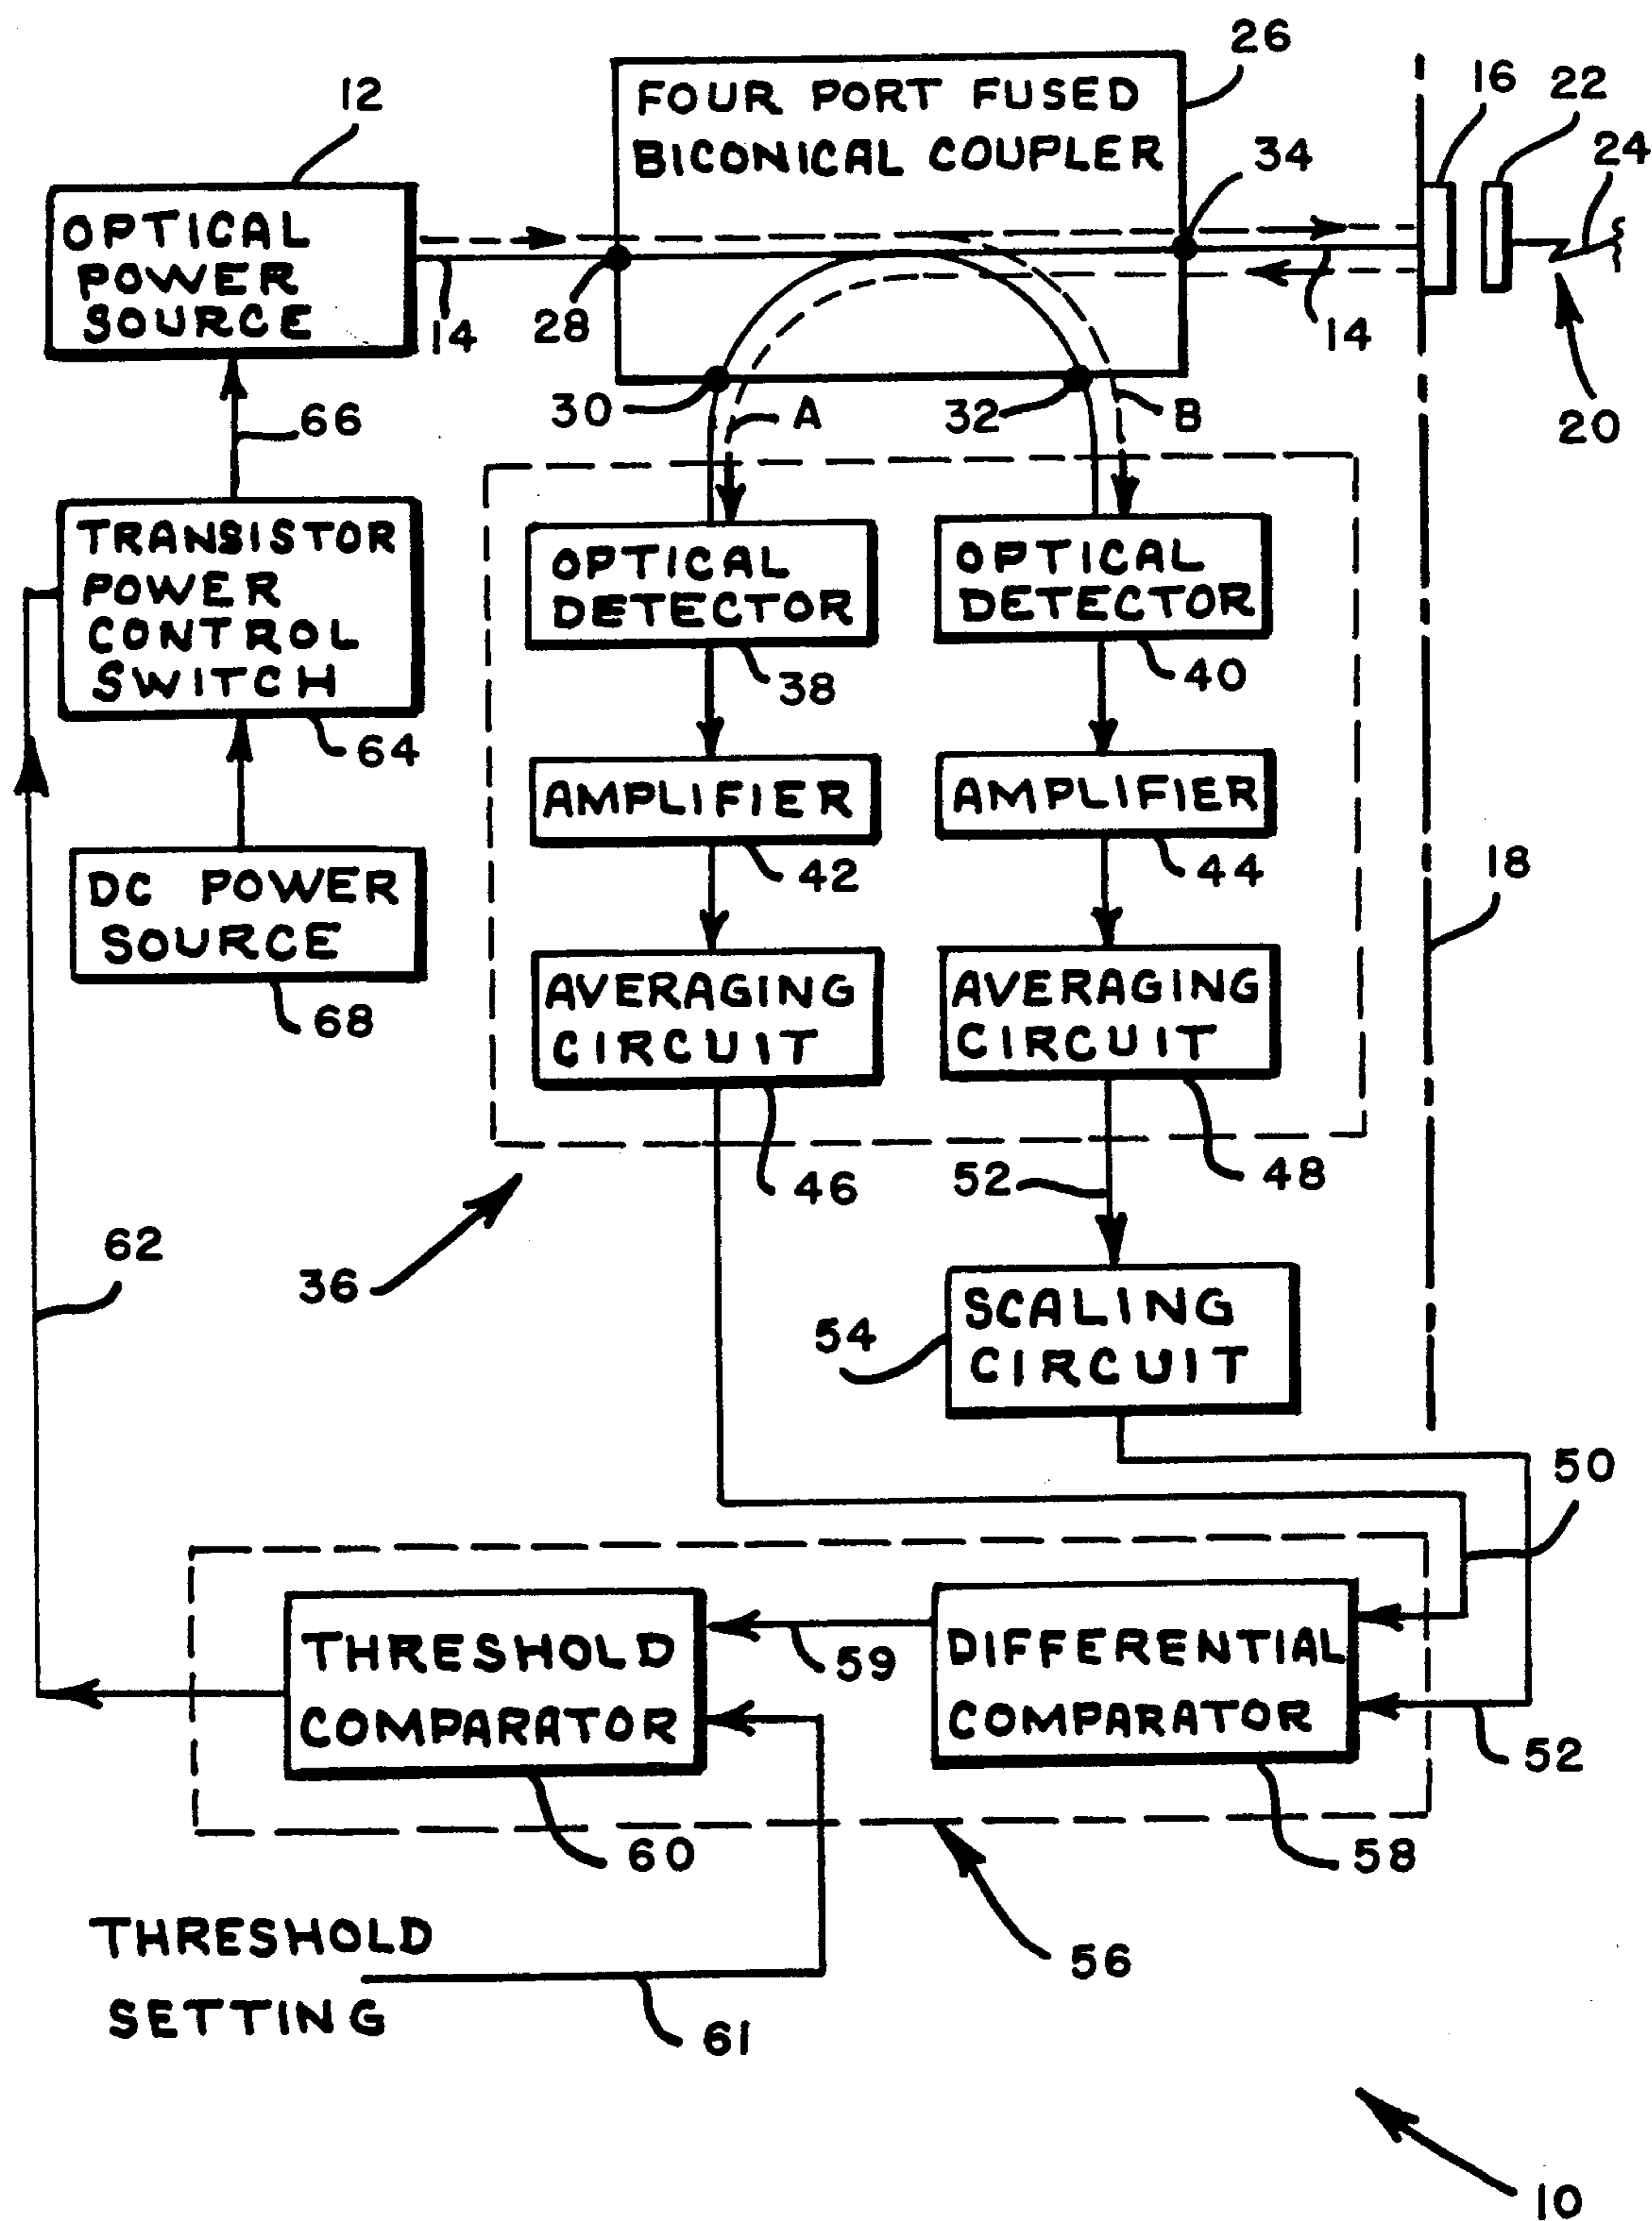 26
FOUR PORT FUSED
BICONICAL COUPLER
12
16
22
34
24
OPTICAL
POWER
SOURCE
14
28
14
20
30
A
32
B
66
TRANSISTOR
POWER
CONTROL
SWITCH
64
OPTICAL
DETECTOR
38
OPTICAL
DETECTOR
40
AMPLIFIER
42
AMPLIFIER
44
18
DC POWER
SOURCE
68
AVERAGING
CIRCUIT
46
AVERAGING
CIRCUIT
48
52
62
36
54
SCALING
CIRCUIT
50
THRESHOLD
COMPARATOR
59
DIFFERENTIAL
COMPARATOR
52
60
58
56
THRESHOLD
SETTING
61
10